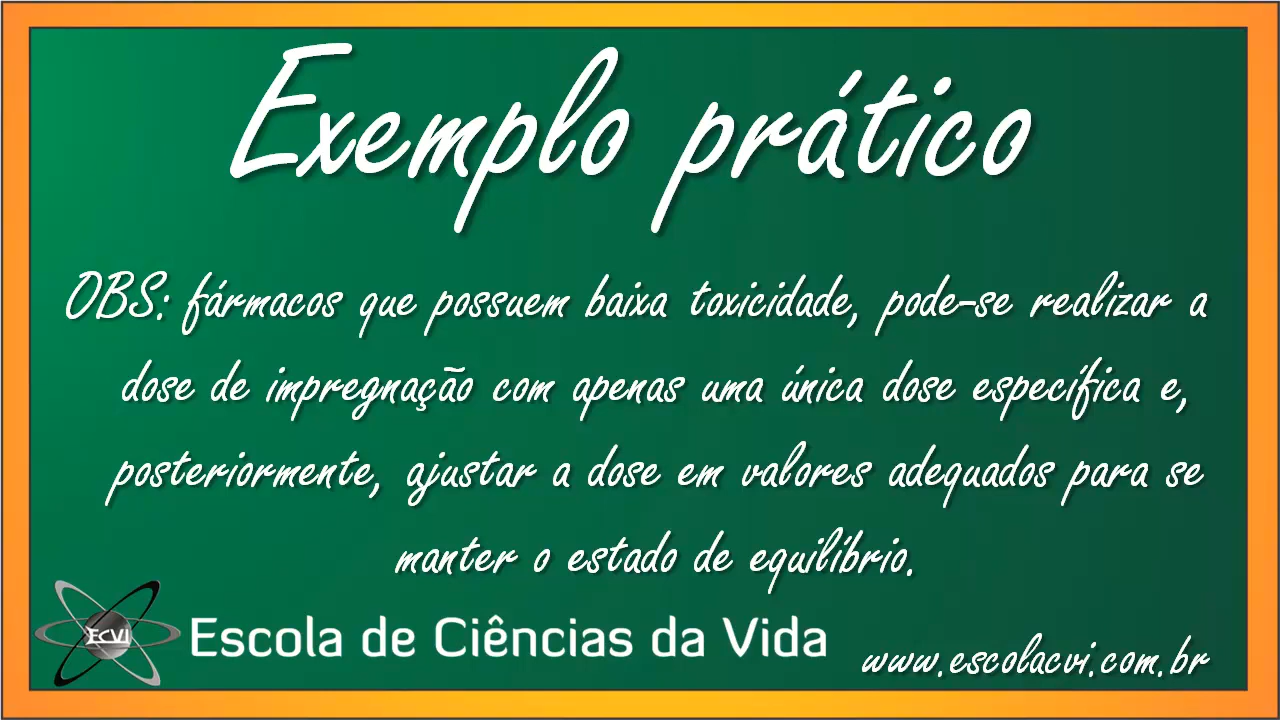 Exemplo prático
OBS: fármacos que possuem baixa toxicidade, pode-se realizar a
dose de impregnação com apenas uma única dose específica e,
posteriormente, ajustar a dose em valores adequados para se
manter o estado de equilíbrio.
ECVI
Escola de Ciências da Vida
www.escolacvi.com.br